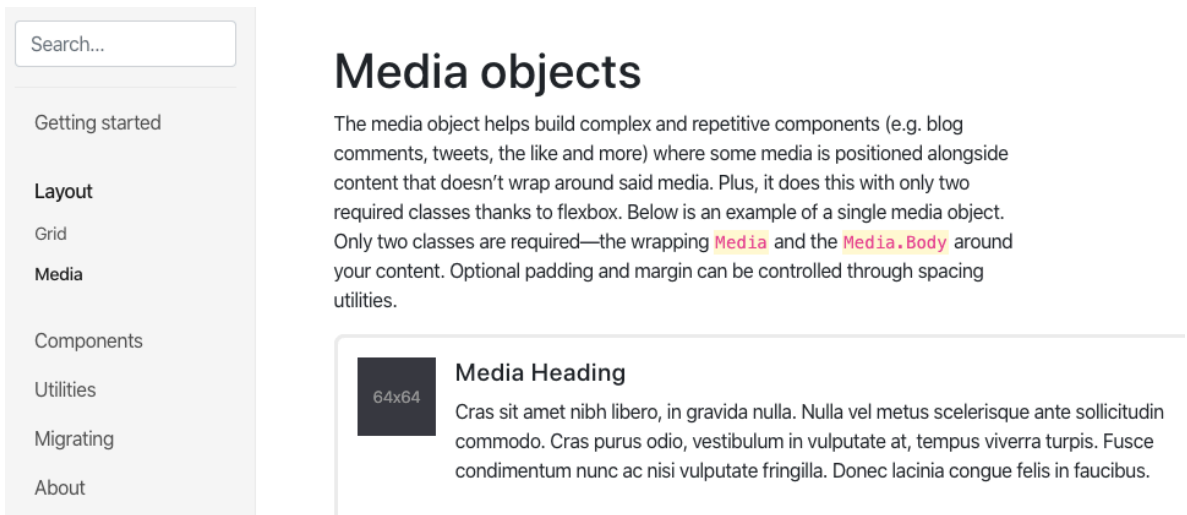 Search...
Getting started
Layout
Grid
Media
Components
Utilities
Migrating
About
Media objects
The media object helps build complex and repetitive components (e.g. blog
comments, tweets, the like and more) where some media is positioned alongside
content that doesn’t wrap around said media. Plus, it does this with only two
required classes thanks to flexbox. Below is an example of a single media object.
Only two classes are required—the wrapping Media and the Media.Body around
your content. Optional padding and margin can be controlled through spacing
utilities.
64x64
Media Heading
Cras sit amet nibh libero, in gravida nulla. Nulla vel metus scelerisque ante sollicitudin
commodo. Cras purus odio, vestibulum in vulputate at, tempus viverra turpis. Fusce
condimentum nunc ac nisi vulputate fringilla. Donec lacinia congue felis in faucibus.